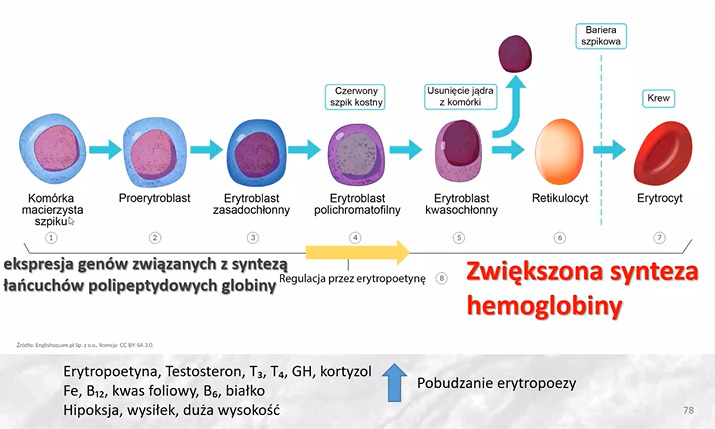 Bariera
szpikowa
Czerwony
szpik kostny
Usunięcie jądra
z komórki
Krew
Komórka
macierzysta
szpiku
Proerytroblast
Erytroblast
zasadochłonny
Erytroblast
polichromatofilny
Erytroblast
kwasochłonny
Retikulocyt
Erytrocyt
1 2 3 4 5 6 7
ekspresja genów związanych z syntezą
łańcuchów polipeptydowych globiny
Regulacja przez erytropoetynę 8
Zwiększona synteza
hemoglobiny
Źródło: Englishsquare.pl Sp. z o.o., licencja: CC BY-SA 3.0.
Erytropoetyna, Testosteron, T₃, T₄, GH, kortyzol
Fe, B₁₂, kwas foliowy, B₆, białko
Hipoksja, wysiłek, duża wysokość
Pobudzanie erytropoezy
78